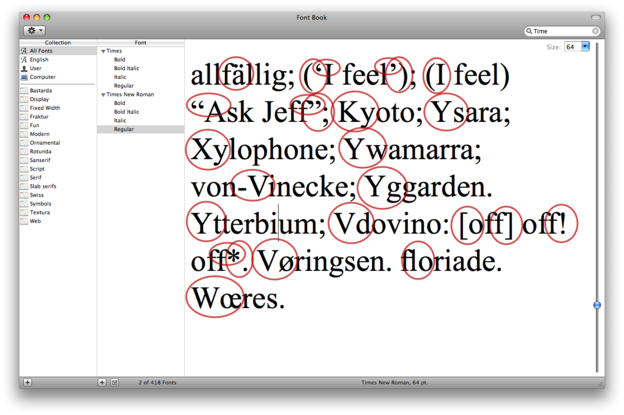 Font Book
Time
Collection
Font
Size: 64
All Fonts
English
User
Computer
Bastarda
Display
Fixed Width
Fraktur
Fun
Modern
Ornamental
Rotunda
Sanserif
Script
Serif
Slab serifs
Swiss
Symbols
Textura
Web
Times
Bold
Bold Italic
Italic
Regular
Times New Roman
Bold
Bold Italic
Italic
Regular
allfällig; (‘I feel’); (I feel)
“Ask Jeff”; Kyoto; Ysara;
Xylophone; Ywamarra;
von-Vinecke; Yggarden.
Ytterbium; Vdovino: [off] off!
off*. Vøringsen. floriade.
Wœres.
2 of 418 Fonts
Times New Roman, 64 pt.